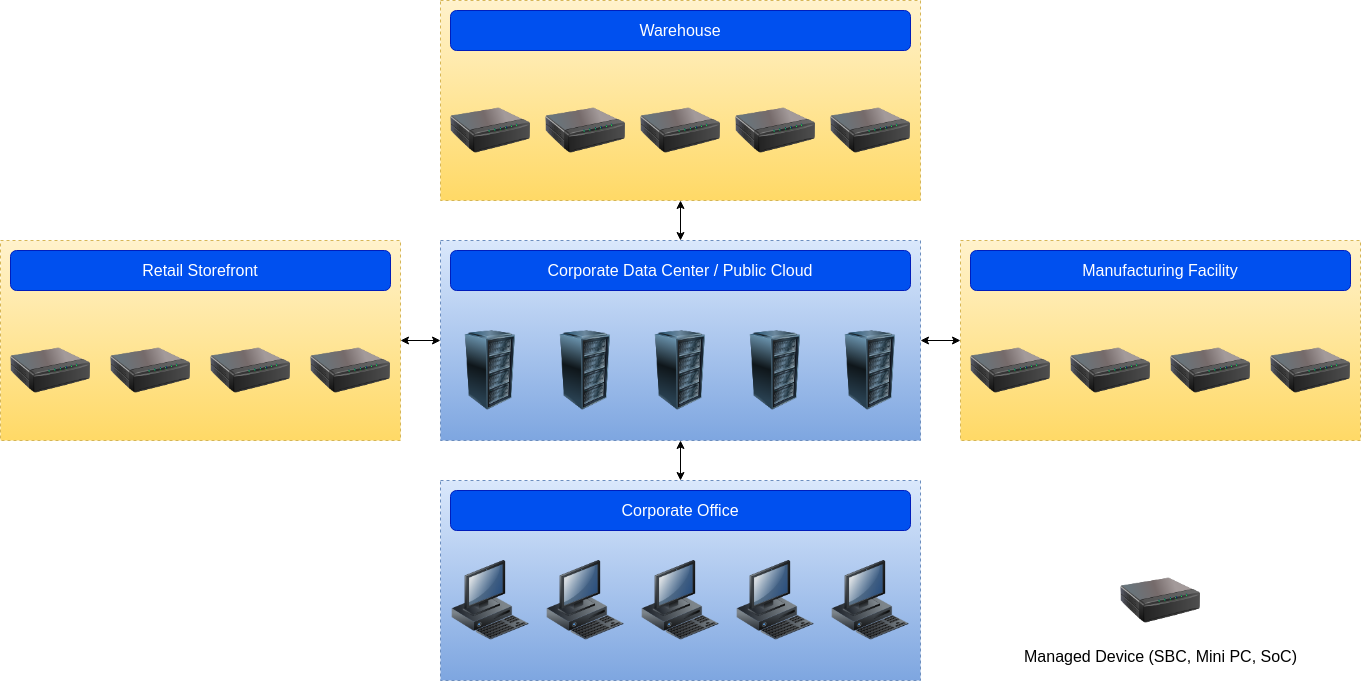 Warehouse
Retail Storefront
Corporate Data Center / Public Cloud
Manufacturing Facility
Corporate Office
Managed Device (SBC, Mini PC, SoC)